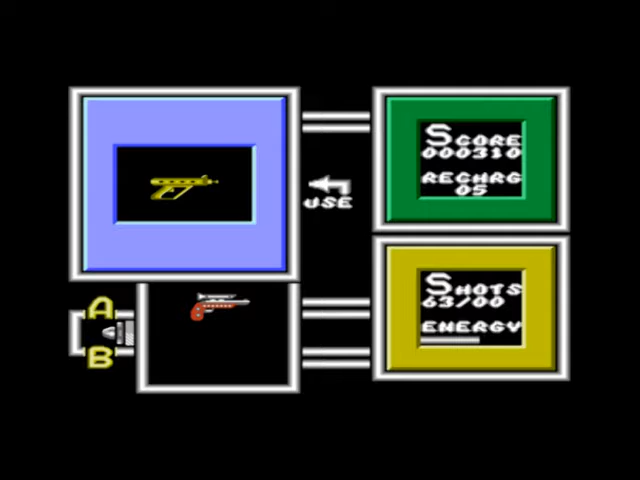 SCORE
000310
RECHRG
05
USE
SHOTS
63/00
ENERGY
A
B